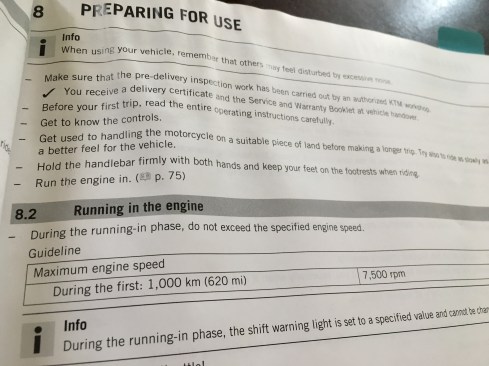 8 PREPARING FOR USE
Info
When using your vehicle, remember that others may feel disturbed by excessive noise.
– Make sure that the pre-delivery inspection work has been carried out by an authorized KTM workshop.
✓ You receive a delivery certificate and the Service and Warranty Booklet at vehicle handover.
– Before your first trip, read the entire operating instructions carefully.
– Get to know the controls.
– Get used to handling the motorcycle on a suitable piece of land before making a longer trip. Try also to ride as slowly as
a better feel for the vehicle.
– Hold the handlebar firmly with both hands and keep your feet on the footrests when riding.
– Run the engine in. ( p. 75)
8.2 Running in the engine
– During the running-in phase, do not exceed the specified engine speed.
Guideline
Maximum engine speed
During the first: 1,000 km (620 mi) 7,500 rpm
Info
During the running-in phase, the shift warning light is set to a specified value and cannot be chan